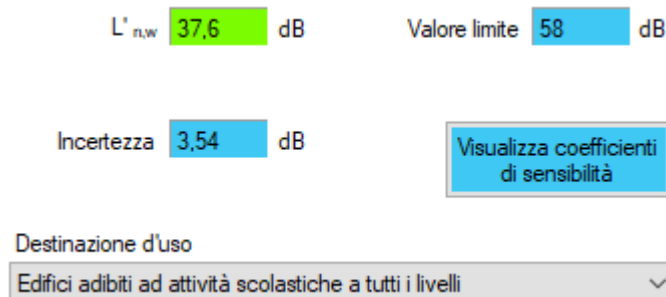 L' n,w 37,6 dB Valore limite 58 dB
Incertezza 3,54 dB
Visualizza coefficienti
di sensibilità
Destinazione d'uso
Edifici adibiti ad attività scolastiche a tutti i livelli